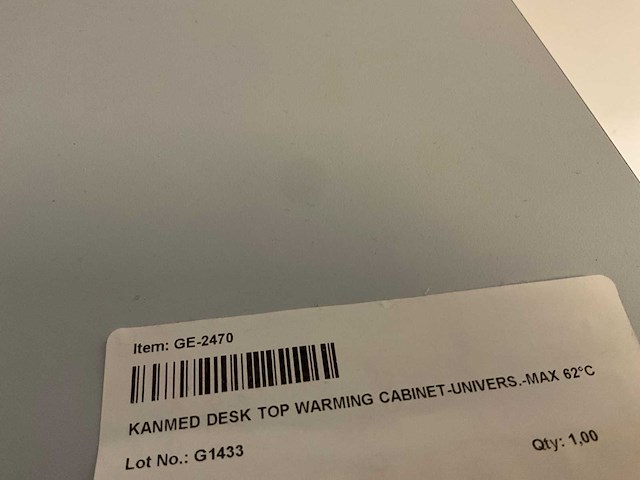 Item: GE-2470
KANMED DESK TOP WARMING CABINET-UNIVERS.-MAX 62°C
Lot No.: G1433
Qty: 1,00